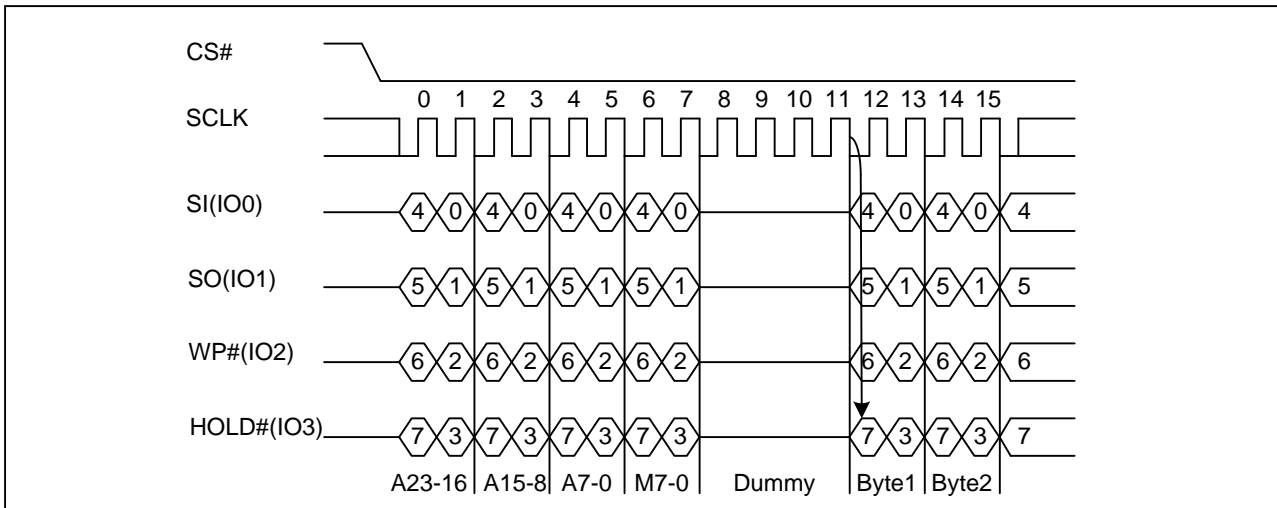 CS#
0 1 2 3 4 5 6 7 8 9 10 11 12 13 14 15
SCLK
SI(IO0) 4 0 4 0 4 0 4 0 4 0 4 0 4
SO(IO1) 5 1 5 1 5 1 5 1 5 1 5 1 5
WP#(IO2) 6 2 6 2 6 2 6 2 6 2 6 2 6
HOLD#(IO3) 7 3 7 3 7 3 7 3 7 3 7 3 7
A23-16 A15-8 A7-0 M7-0 Dummy Byte1 Byte2